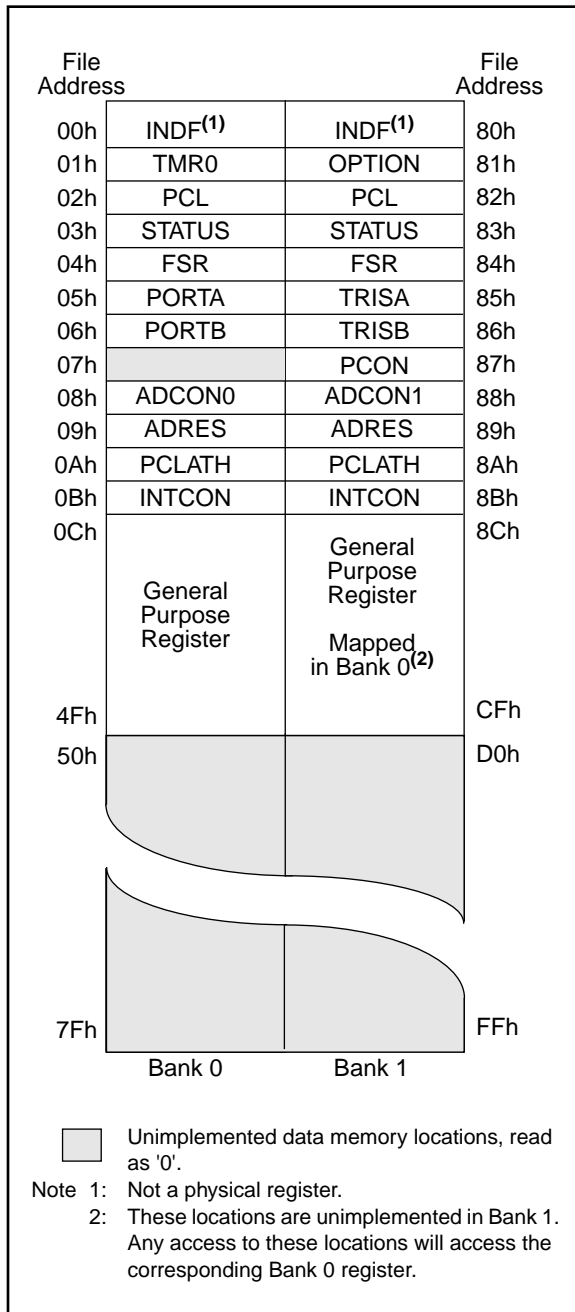 File Address File Address
00h INDF(1) INDF(1) 80h
01h TMR0 OPTION 81h
02h PCL PCL 82h
03h STATUS STATUS 83h
04h FSR FSR 84h
05h PORTA TRISA 85h
06h PORTB TRISB 86h
07h PCON 87h
08h ADCON0 ADCON1 88h
09h ADRES ADRES 89h
0Ah PCLATH PCLATH 8Ah
0Bh INTCON INTCON 8Bh
0Ch 8Ch
General
Purpose
Register
General
Purpose
Register
Mapped
in Bank 0(2)
4Fh CFh
50h D0h
7Fh FFh
Bank 0 Bank 1
Unimplemented data memory locations, read
as '0'.
Note 1: Not a physical register.
2: These locations are unimplemented in Bank 1.
Any access to these locations will access the
corresponding Bank 0 register.